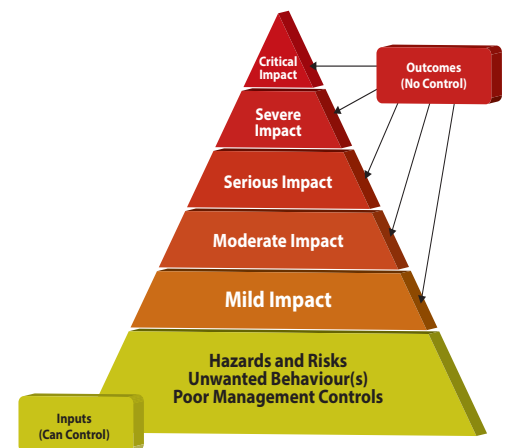 Critical
Impact
Outcomes
(No Control)
Severe
Impact
Serious Impact
Moderate Impact
Mild Impact
Hazards and Risks
Unwanted Behaviour(s)
Poor Management Controls
Inputs
(Can Control)